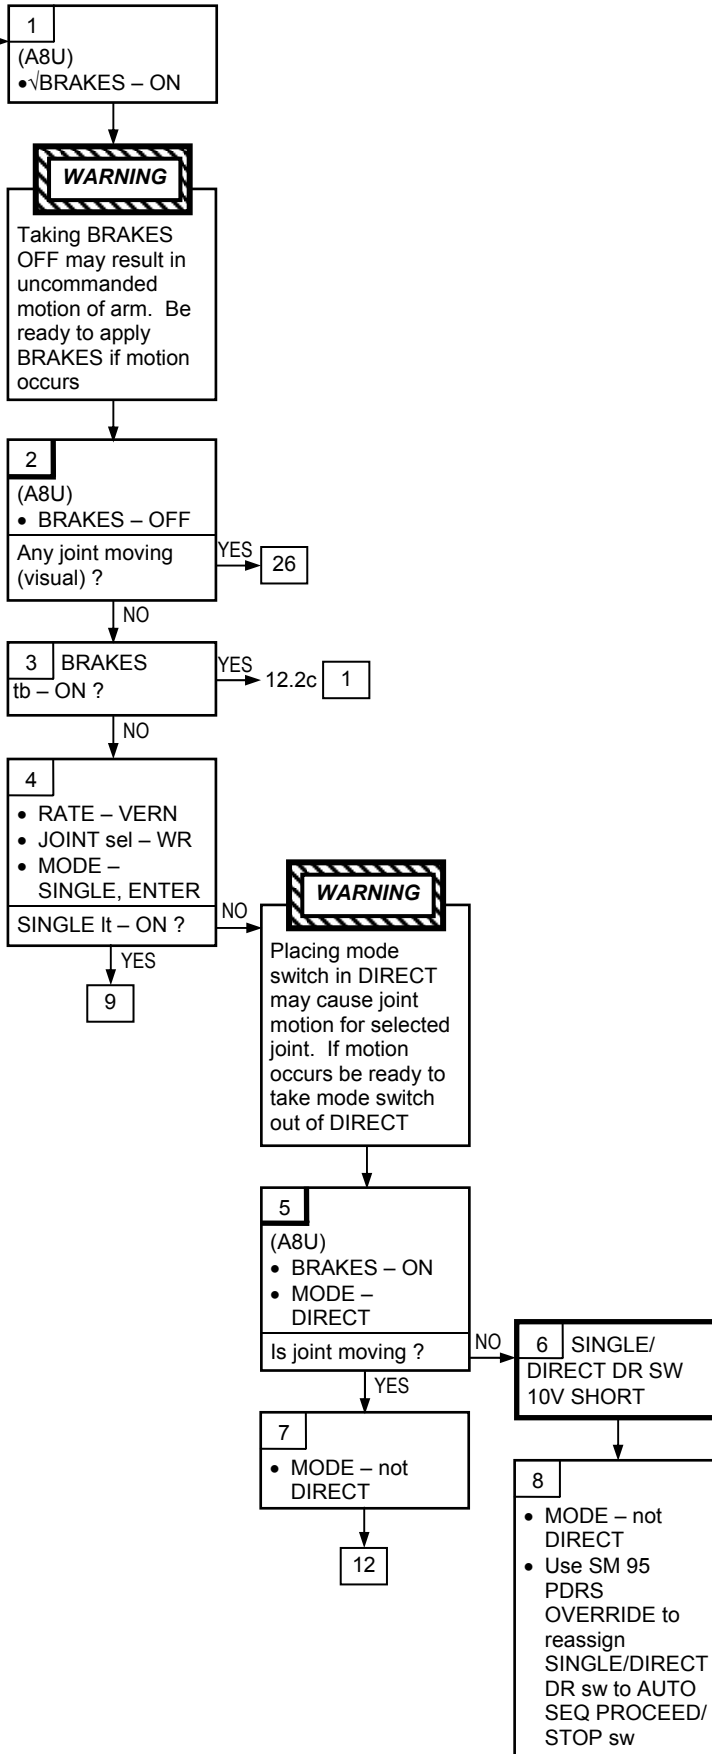 1
(A8U)
•√BRAKES – ON
WARNING
Taking BRAKES
OFF may result in
uncommanded
motion of arm.  Be
ready to apply
BRAKES if motion
occurs
2
(A8U)
• BRAKES – OFF
Any joint moving
(visual) ?
YES
26
NO
3 BRAKES
tb – ON ?
YES
12.2c 1
NO
4
• RATE – VERN
• JOINT sel – WR
• MODE –
SINGLE, ENTER
SINGLE lt – ON ?
NO
YES
9
WARNING
Placing mode
switch in DIRECT
may cause joint
motion for selected
joint.  If motion
occurs be ready to
take mode switch
out of DIRECT
5
(A8U)
• BRAKES – ON
• MODE –
DIRECT
Is joint moving ?
NO
YES
6 SINGLE/
DIRECT DR SW
10V SHORT
7
• MODE – not
DIRECT
12
8
• MODE – not
DIRECT
• Use SM 95
PDRS
OVERRIDE to
reassign
SINGLE/DIRECT
DR sw to AUTO
SEQ PROCEED/
STOP sw